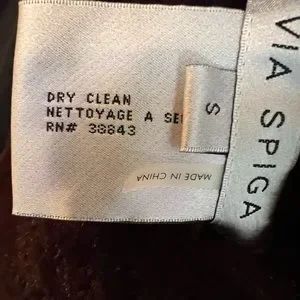 DRY CLEAN
NETTOYAGE A SE
RN# 38843
S
MADE IN CHINA
VIA SPIGA